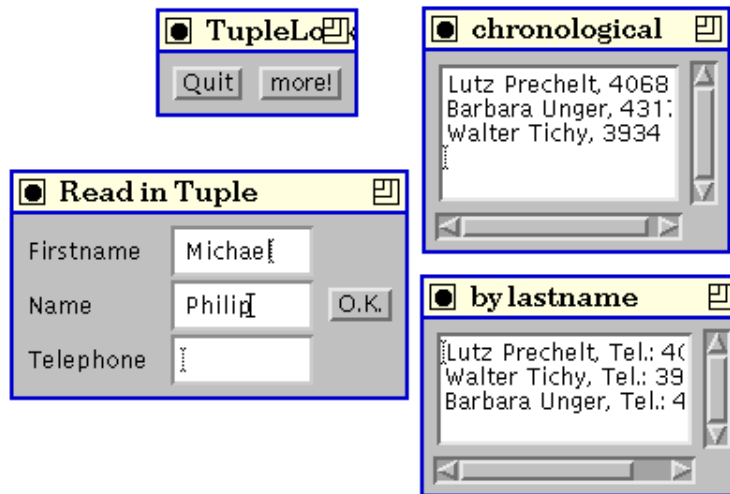 TupleLo
Quit more!
chronological
Lutz Prechelt, 4068
Barbara Unger, 4317
Walter Tichy, 3934
Read in Tuple
Firstname Michael
Name Philip O.K.
Telephone
by lastname
Lutz Prechelt, Tel.: 40
Walter Tichy, Tel.: 39
Barbara Unger, Tel.: 4